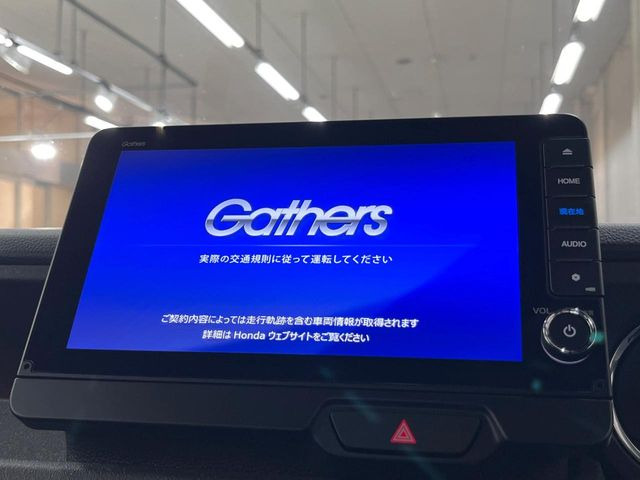 Gathers
Gathers
実際の交通規則に従って運転してください
ご契約内容によっては走行軌跡を含む車両情報が取得されます
詳細は Honda ウェブサイトをご覧ください
HOME
現在地
AUDIO
VOL